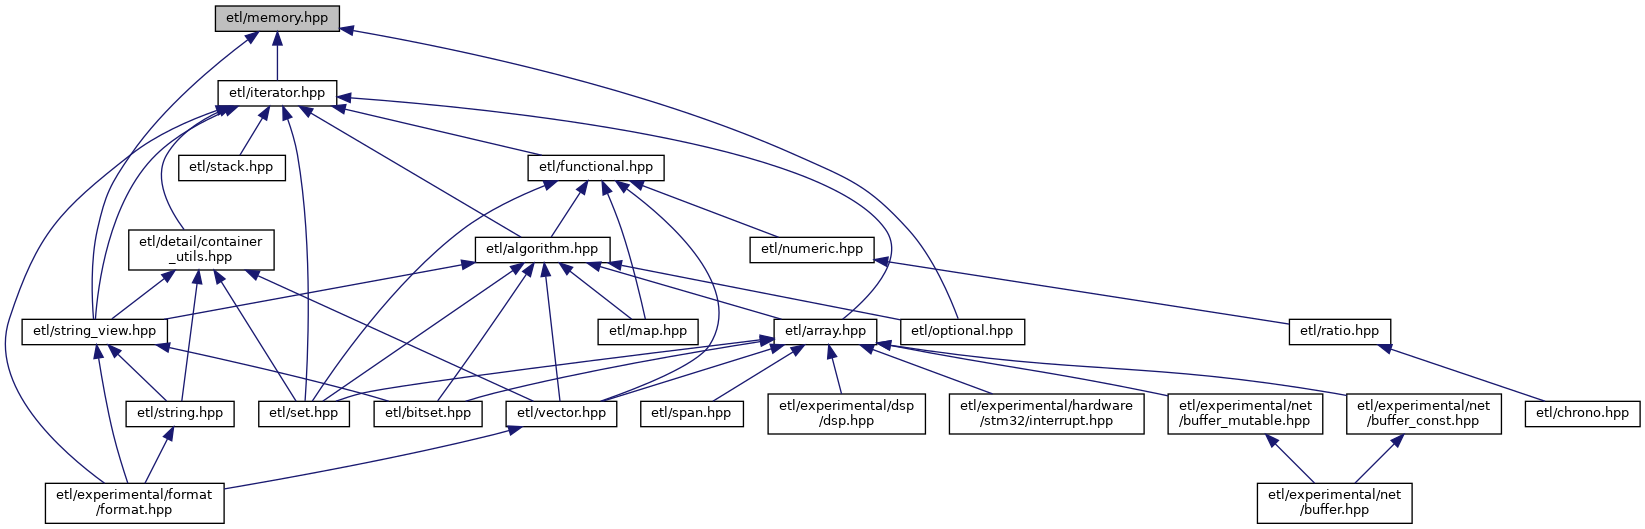 etl/memory.hpp
etl/iterator.hpp
etl/stack.hpp
etl/functional.hpp
etl/detail/container
_utils.hpp
etl/algorithm.hpp
etl/numeric.hpp
etl/string_view.hpp
etl/map.hpp
etl/array.hpp
etl/optional.hpp
etl/ratio.hpp
etl/string.hpp
etl/set.hpp
etl/bitset.hpp
etl/vector.hpp
etl/span.hpp
etl/experimental/dsp
/dsp.hpp
etl/experimental/hardware
/stm32/interrupt.hpp
etl/experimental/net
/buffer_mutable.hpp
etl/experimental/net
/buffer_const.hpp
etl/chrono.hpp
etl/experimental/format
/format.hpp
etl/experimental/net
/buffer.hpp